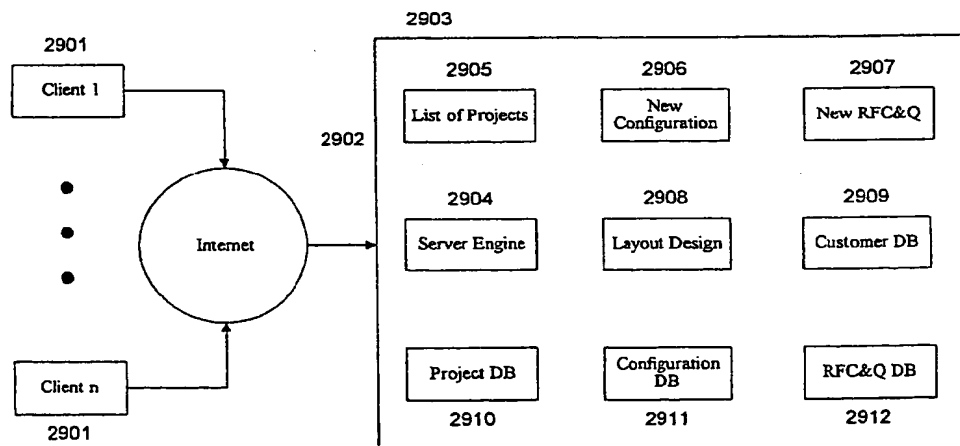 2903
2901
Client 1
2905
2906
2907
List of Projects
New
Configuration
New RFC&Q
2902
2904
2908
2909
Internet
Server Engine
Layout Design
Customer DB
Client n
2901
Project DB
Configuration
DB
RFC&Q DB
2910
2911
2912